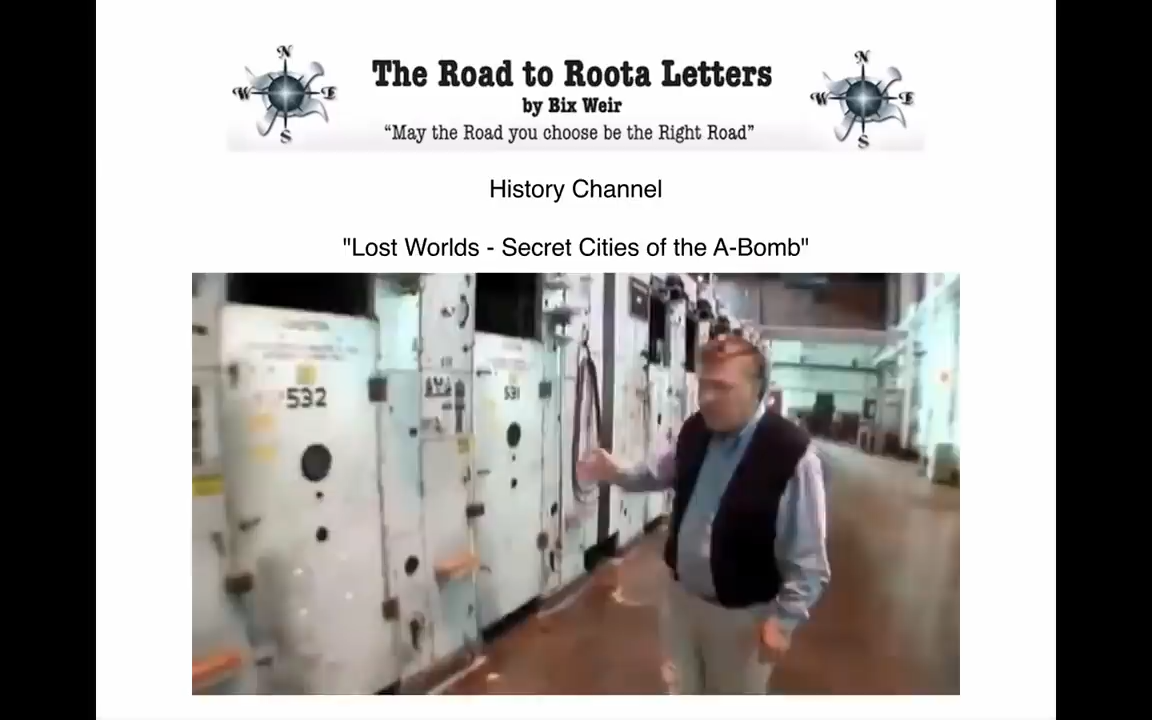 N
W
E
S
The Road to Roota Letters
by Bix Weir
"May the Road you choose be the Right Road"
N
W
E
S
History Channel
"Lost Worlds - Secret Cities of the A-Bomb"
532
531